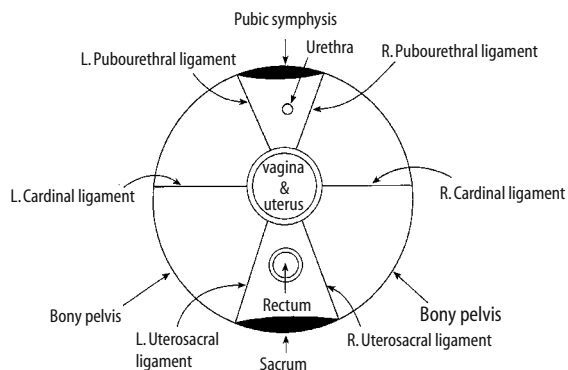 Pubic symphysis
Urethra
L. Pubourethral ligament
R. Pubourethral ligament
vagina
&
uterus
L. Cardinal ligament
R. Cardinal ligament
Rectum
Bony pelvis
Bony pelvis
L. Uterosacral
ligament
R. Uterosacral ligament
Sacrum